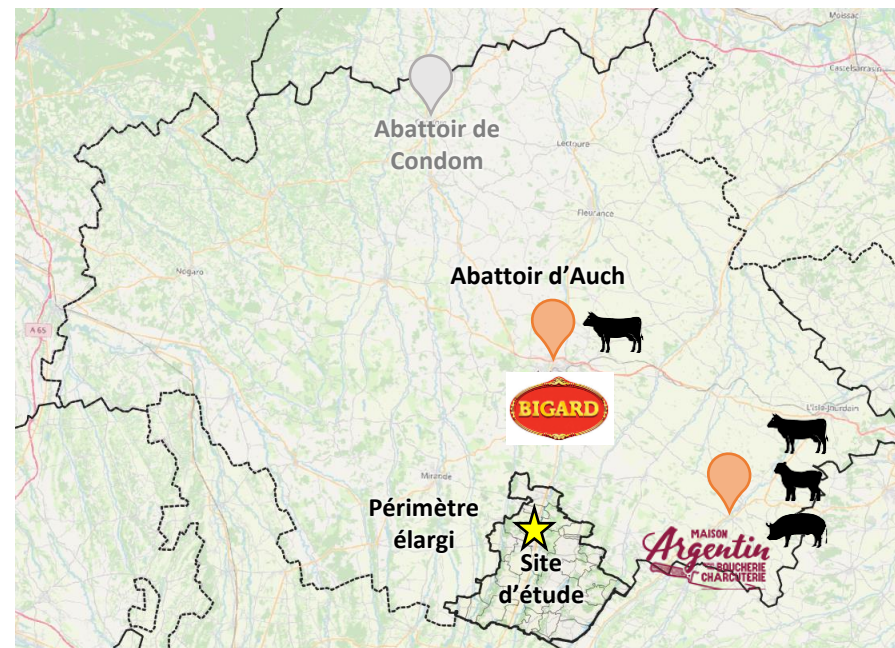 Moissac
Castelsarrasin
Abattoir de
Condom
Lectoure
Fleurance
Nogaro
Abattoir d'Auch
A 65
BIGARD
L'Isle-Jourdain
Mirande
Périmètre
élargi
Site
d'étude
MAISON
Argentin
BOUCHERIE
CHARCUTERIE